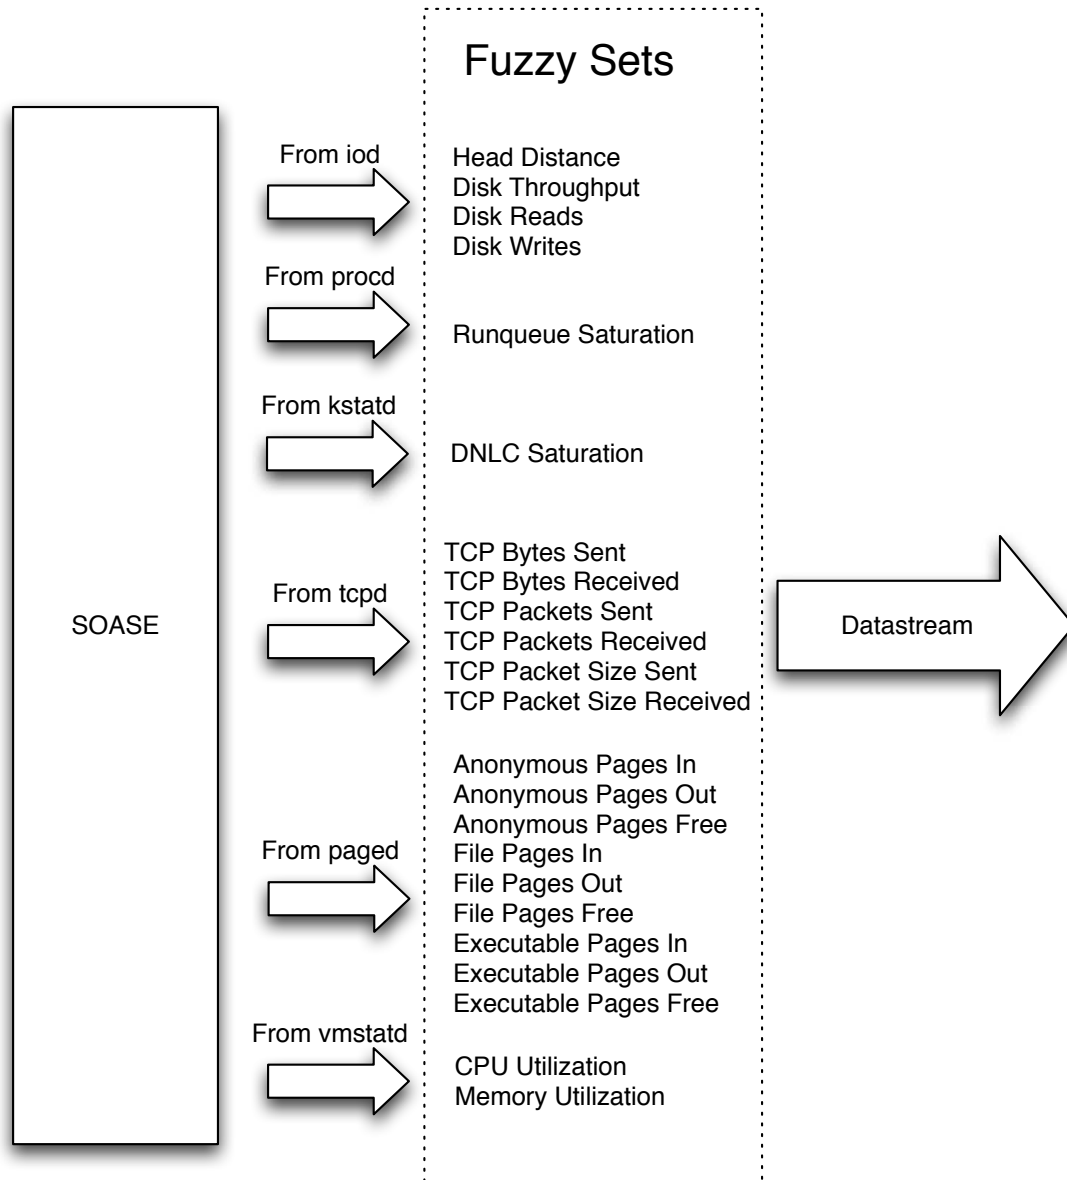 Fuzzy Sets
SOASE
From iod
Head Distance
Disk Throughput
Disk Reads
Disk Writes
From procd
Runqueue Saturation
From kstatd
DNLC Saturation
From tcpd
TCP Bytes Sent
TCP Bytes Received
TCP Packets Sent
TCP Packets Received
TCP Packet Size Sent
TCP Packet Size Received
Datastream
From paged
Anonymous Pages In
Anonymous Pages Out
Anonymous Pages Free
File Pages In
File Pages Out
File Pages Free
Executable Pages In
Executable Pages Out
Executable Pages Free
From vmstatd
CPU Utilization
Memory Utilization